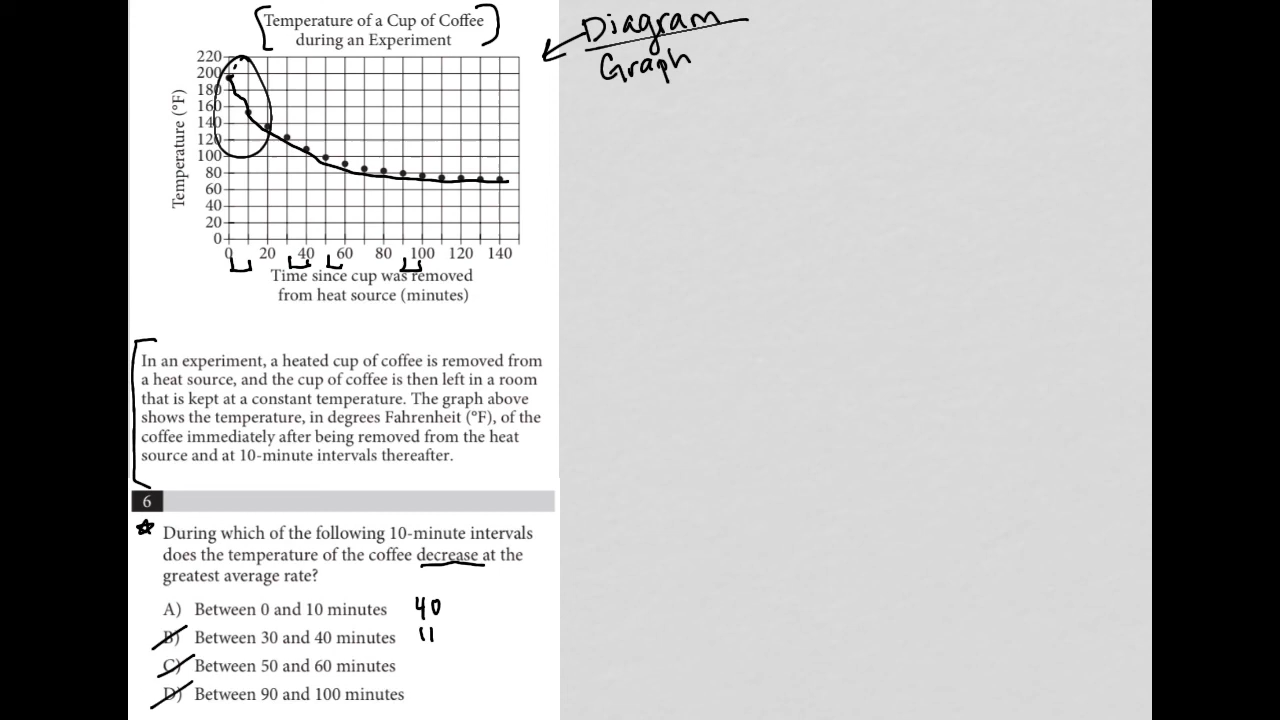 Temperature of a Cup of Coffee
during an Experiment
Diagram
Graph
220
200
180
160
140
120
100
80
60
40
20
0
Temperature (°F)
0 20 40 60 80 100 120 140
Time since cup was removed
from heat source (minutes)
In an experiment, a heated cup of coffee is removed from
a heat source, and the cup of coffee is then left in a room
that is kept at a constant temperature. The graph above
shows the temperature, in degrees Fahrenheit (°F), of the
coffee immediately after being removed from the heat
source and at 10-minute intervals thereafter.
6
During which of the following 10-minute intervals
does the temperature of the coffee decrease at the
greatest average rate?
A) Between 0 and 10 minutes 40
B) Between 30 and 40 minutes 11
C) Between 50 and 60 minutes
D) Between 90 and 100 minutes